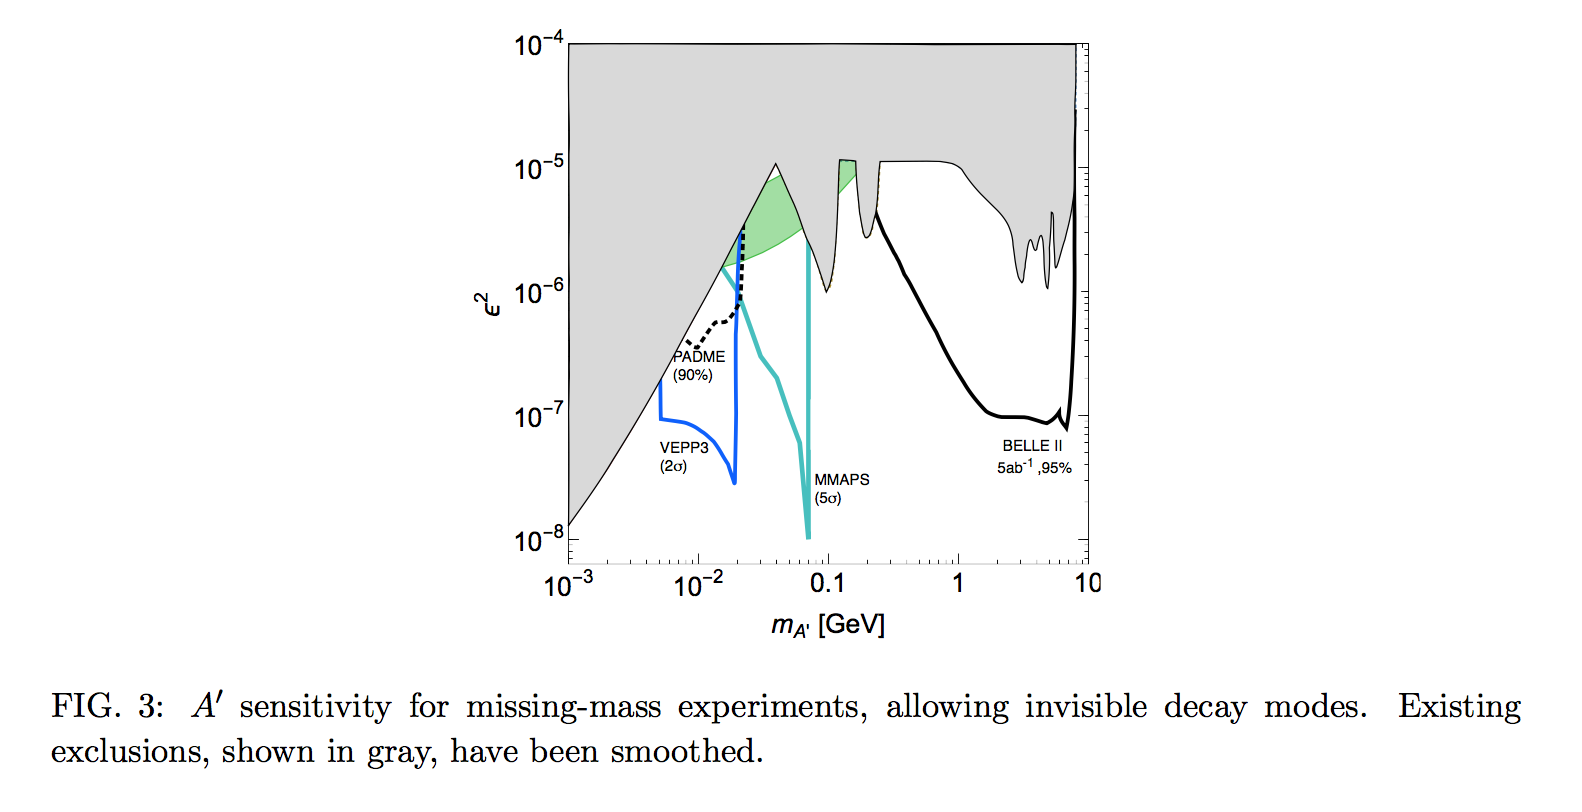 10⁻⁴
10⁻⁵
10⁻⁶
10⁻⁷
10⁻⁸
ϵ²
PADME
(90%)
VEPP3
(2σ)
MMAPS
(5σ)
BELLE II
5ab⁻¹ ,95%
10⁻³ 10⁻² 0.1 1 10
mA' [GeV]
FIG. 3: A′ sensitivity for missing-mass experiments, allowing invisible decay modes. Existing
exclusions, shown in gray, have been smoothed.